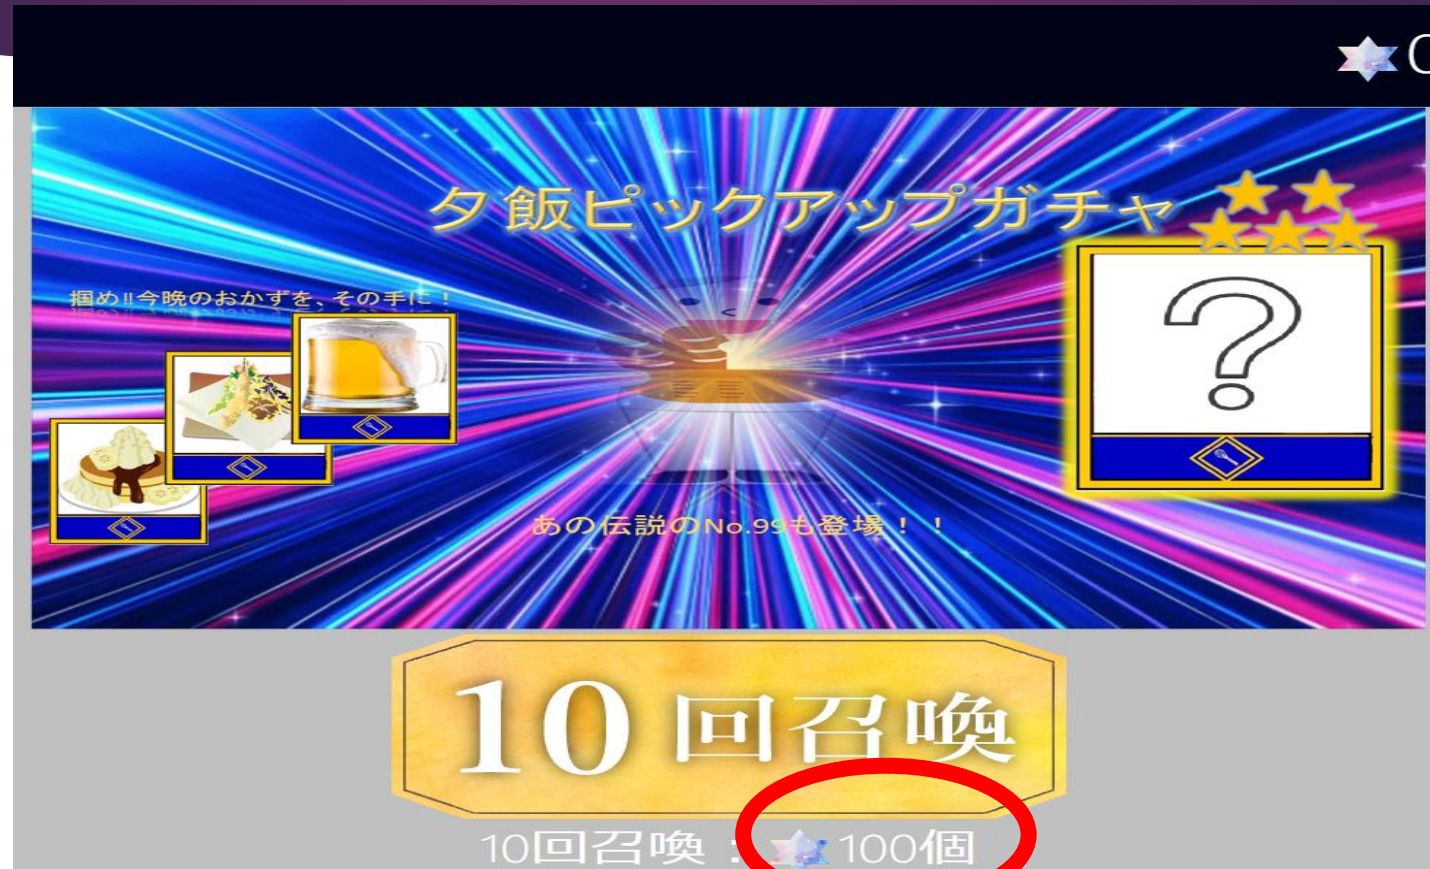 夕飯ピックアップガチャ
掴め!!今晩のおかずを、その手に！
あの伝説のNo.99も登場！！
10回召喚
10回召喚：100個